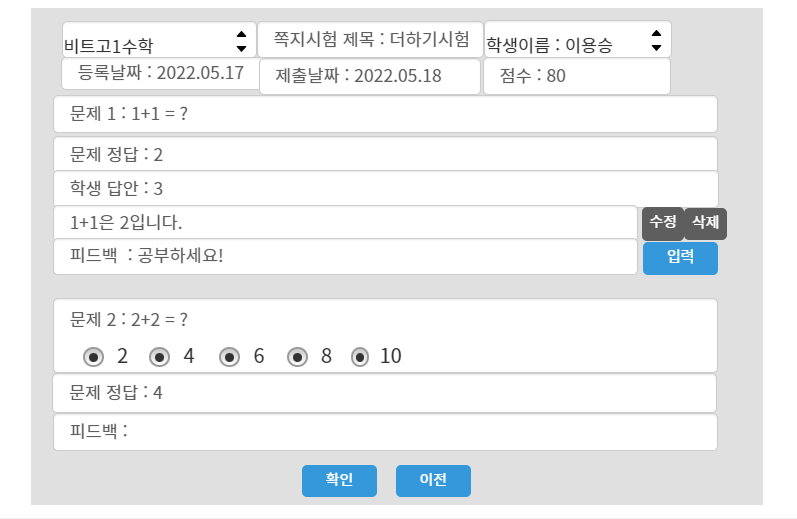 비트고1수학
쪽지시험 제목 : 더하기시험
학생이름 : 이용승
등록날짜 : 2022.05.17
제출날짜 : 2022.05.18
점수 : 80
문제 1 : 1+1 = ?
문제 정답 : 2
학생 답안 : 3
1+1은 2입니다.
수정 삭제
피드백 : 공부하세요!
입력
문제 2 : 2+2 = ?
2 4 6 8 10
문제 정답 : 4
피드백 :
확인 이전